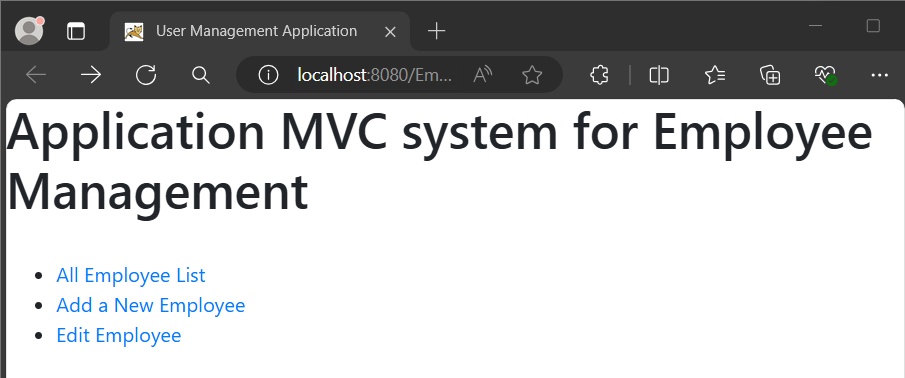 User Management Application
localhost:8080/Em...
Application MVC system for Employee
Management
All Employee List
Add a New Employee
Edit Employee